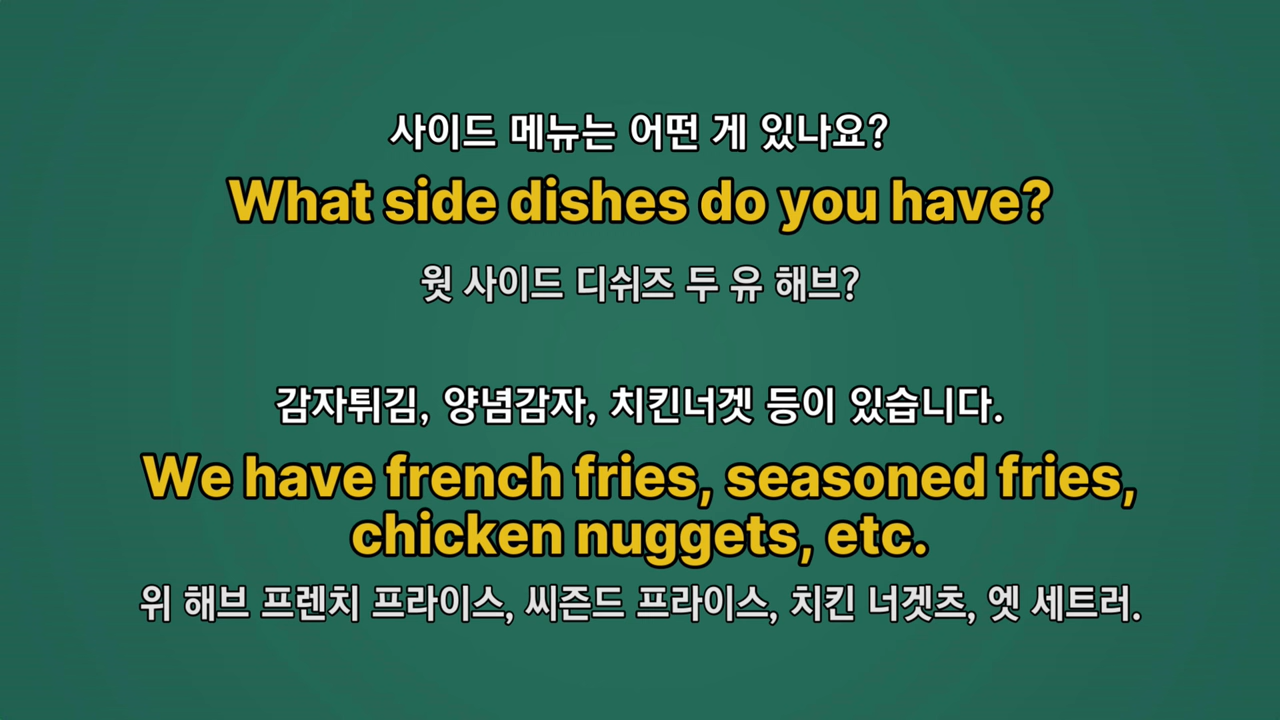 사이드 메뉴는 어떤 게 있나요?
What side dishes do you have?
웟 사이드 디쉬즈 두 유 해브?
감자튀김, 양념감자, 치킨너겟 등이 있습니다.
We have french fries, seasoned fries,
chicken nuggets, etc.
위 해브 프렌치 프라이스, 씨즌드 프라이스, 치킨 너겟츠, 엣 세트러.